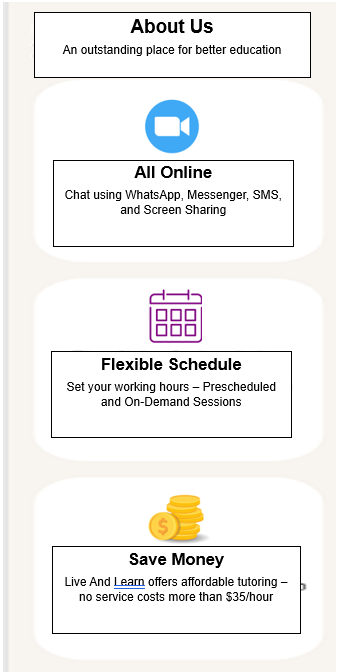 About Us
An outstanding place for better education
All Online
Chat using WhatsApp, Messenger, SMS,
and Screen Sharing
Flexible Schedule
Set your working hours – Prescheduled
and On-Demand Sessions
$
Save Money
Live And Learn offers affordable tutoring –
no service costs more than $35/hour